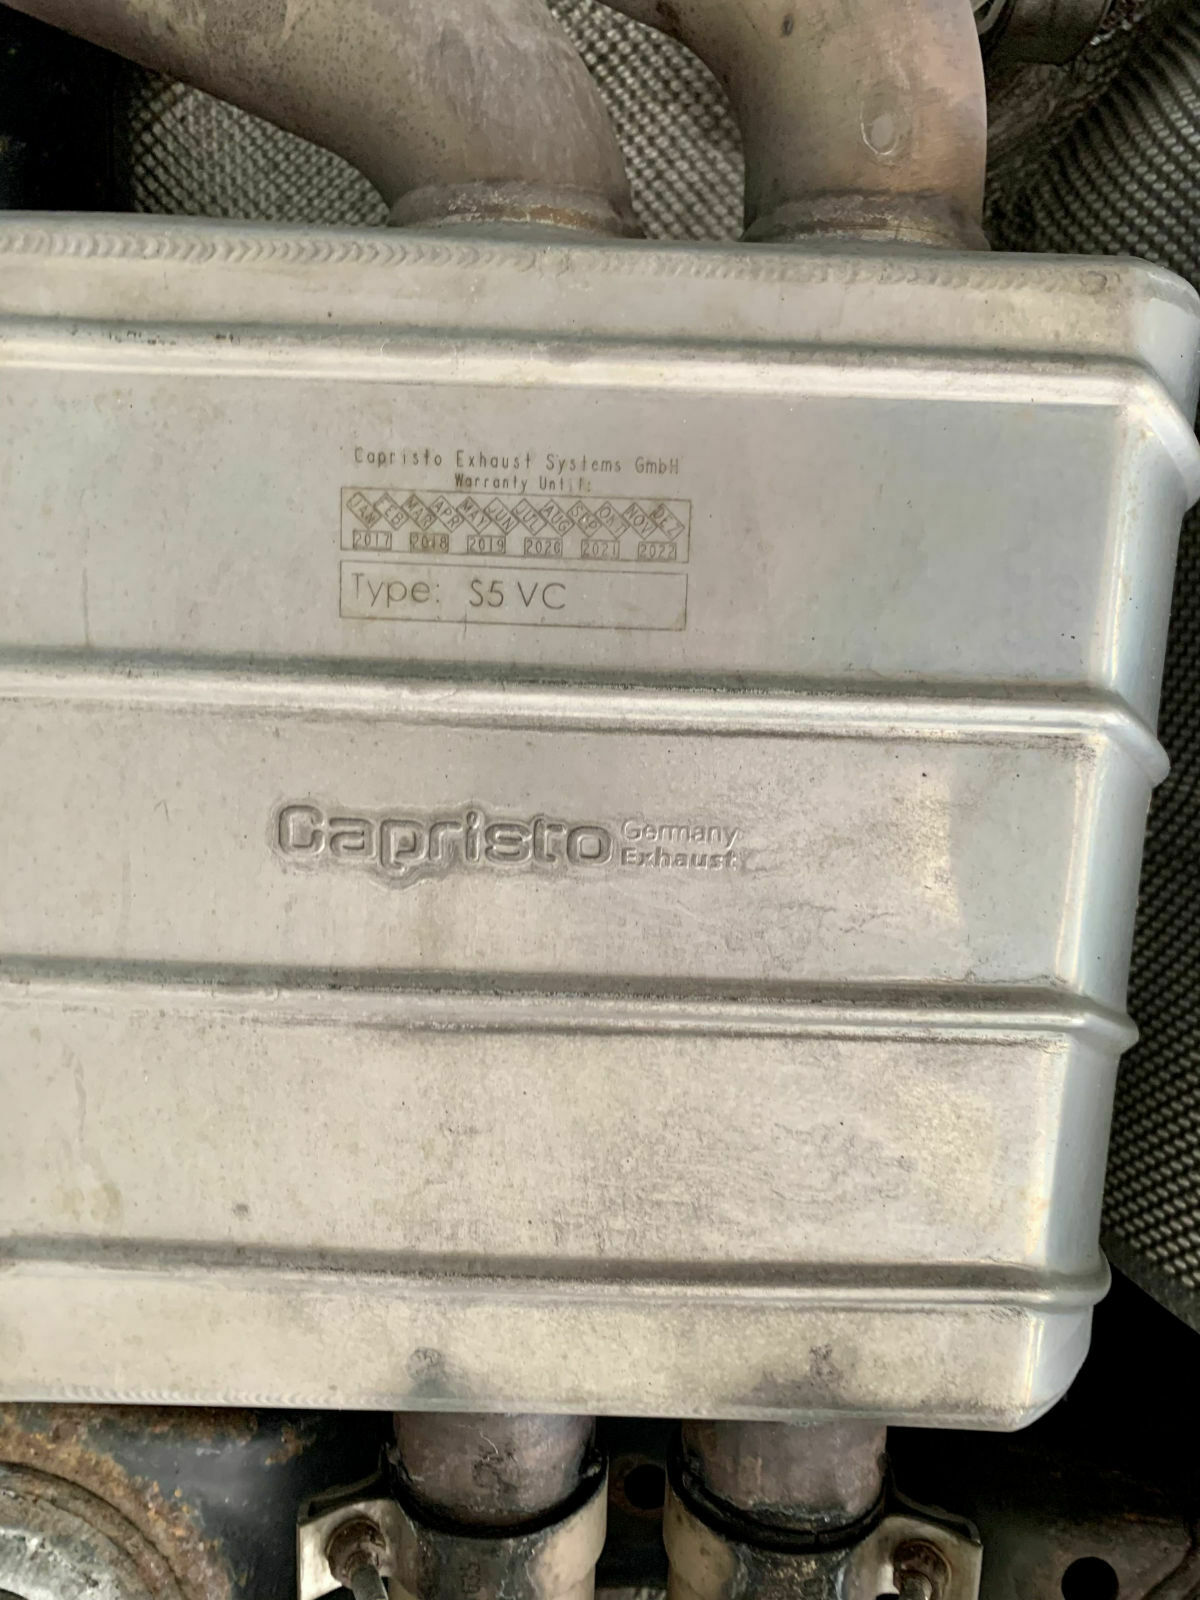 Capristo Exhaust Systems GmbH
Warranty Until:
JAN FEB MAR APR MAY JUN JUL AUG SEP OKT NOV DEZ
2017 2018 2019 2020 2021 2022
Type: S5 VC
Capristo Germany
Exhaust